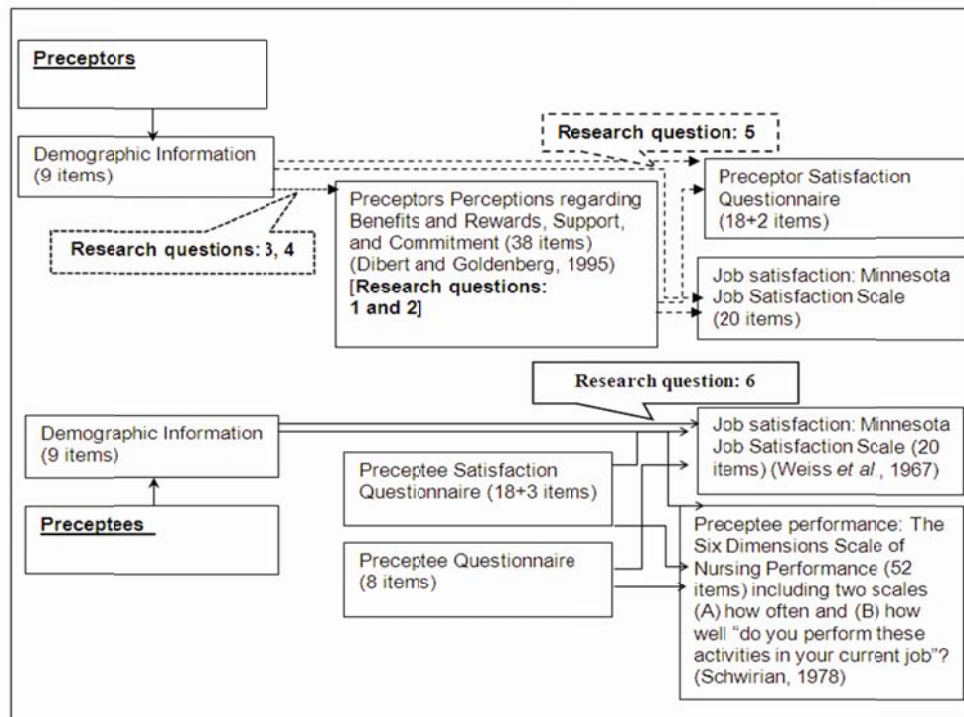 Preceptors
Demographic Information
(9 items)
Research question: 5
Research questions: 3, 4
Preceptors Perceptions regarding
Benefits and Rewards, Support,
and Commitment (38 items)
(Dibert and Goldenberg, 1995)
[Research questions:
1 and 2]
Preceptor Satisfaction
Questionnaire
(18+2 items)
Job satisfaction: Minnesota
Job Satisfaction Scale
(20 items)
Research question: 6
Demographic Information
(9 items)
Preceptees
Preceptee Satisfaction
Questionnaire (18+3 items)
Preceptee Questionnaire
(8 items)
Job satisfaction: Minnesota
Job Satisfaction Scale (20
items) (Weiss et al, 1967)
Preceptee performance: The
Six Dimensions Scale of
Nursing Performance (52
items) including two scales
(A) how often and (B) how
well “do you perform these
activities in your current job”?
(Schwirian, 1978)